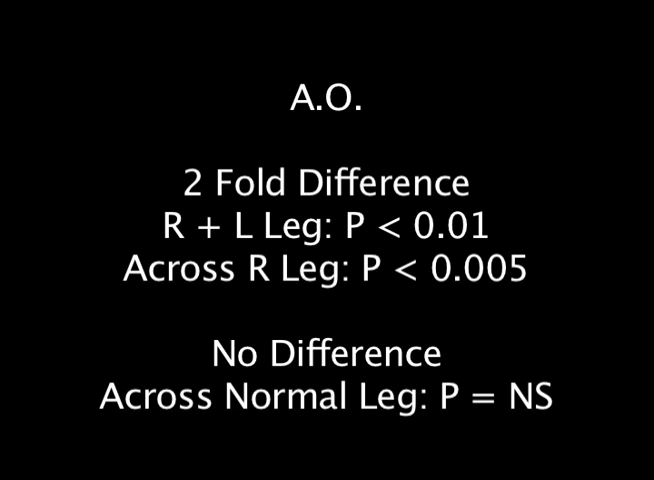 A.O.
2 Fold Difference
R + L Leg: P < 0.01
Across R Leg: P < 0.005
No Difference
Across Normal Leg: P = NS